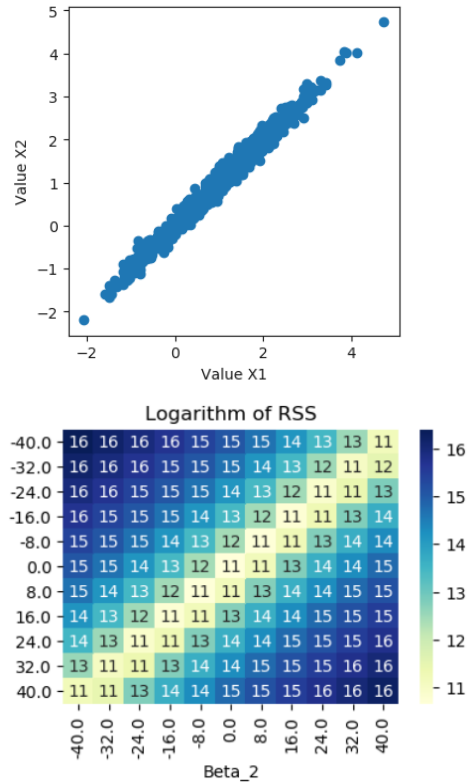 5
4
3
2
1
0
−1
−2
Value X2
−2 0 2 4
Value X1
Logarithm of RSS
-40.0 16 16 16 16 15 15 15 14 13 13 11
-32.0 16 16 15 15 15 15 14 13 12 11 12
-24.0 16 16 15 15 15 14 13 12 11 11 13
-16.0 16 15 15 14 14 13 12 11 11 13 14
-8.0 15 15 15 14 13 12 11 11 13 14 14
0.0 15 15 14 13 12 11 11 13 14 14 15
8.0 15 14 13 12 11 11 12 13 14 15 15
16.0 14 13 12 11 11 13 14 14 14 15 15
24.0 14 13 11 11 13 14 14 15 15 15 16
32.0 13 11 11 13 14 14 15 15 15 16 16
40.0 11 11 13 14 14 15 15 15 16 16 16
-40.0 -32.0 -24.0 -16.0 -8.0 0.0 8.0 16.0 24.0 32.0 40.0
Beta_2
16
15
14
13
12
11